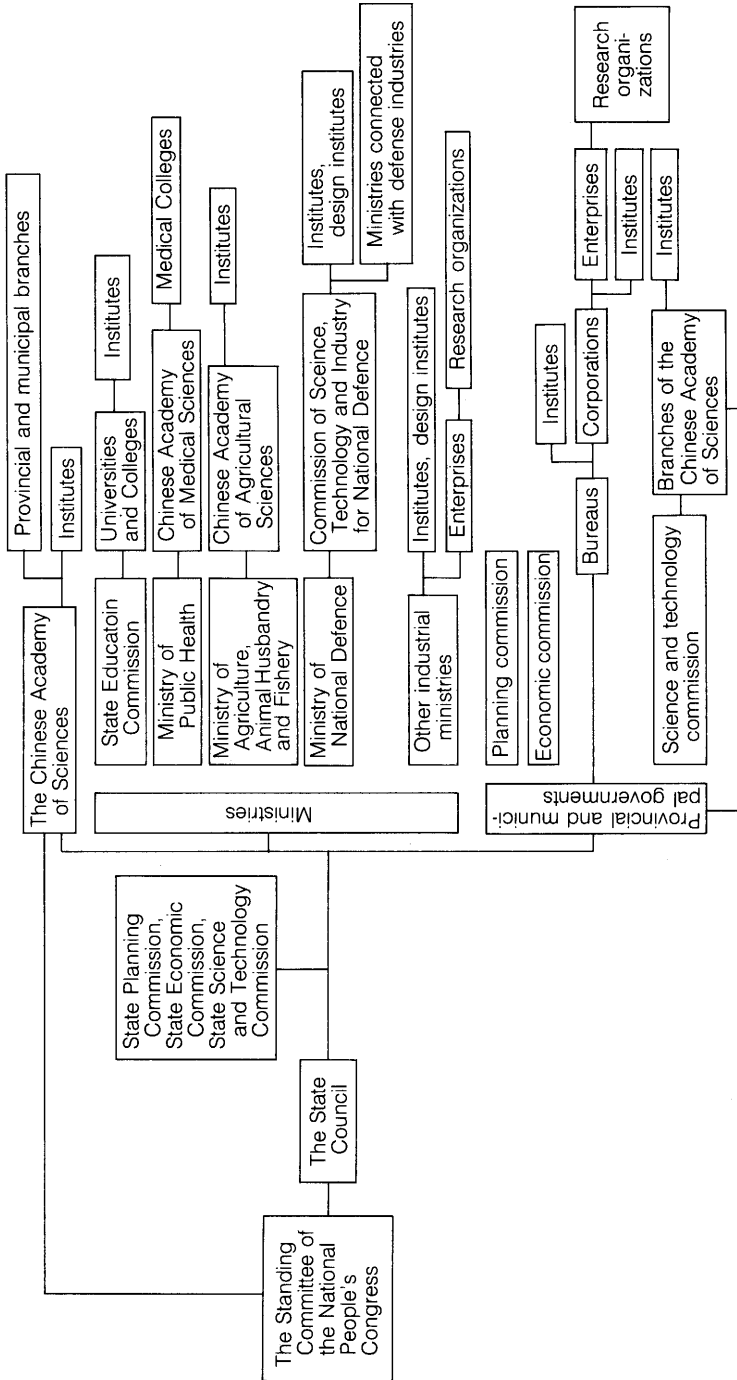 The Standing
Committee of
the National
People's
Congress
The State
Council
State Planning
Commission,
State Economic
Commission,
State Science
and Technology
Commission
The Chinese Academy
of Sciences
Provincial and municipal branches
Institutes
Ministries
State Educatoin
Commission
Universities
and Colleges
Institutes
Ministry of
Public Health
Chinese Academy
of Medical Sciences
Medical Colleges
Ministry of
Agriculture,
Animal Husbandry
and Fishery
Chinese Academy
of Agricultural
Sciences
Institutes
Ministry of
National Defence
Commission of Sceince,
Technology and Industry
for National Defence
Institutes,
design institutes
Ministries connected
with defense industries
Other industrial
ministries
Institutes, design institutes
Enterprises
Research organizations
Provincial and munici-
pal governments
Planning commission
Economic commission
Bureaus
Institutes
Corporations
Enterprises
Research
organi-
zations
Institutes
Science and technology
commission
Branches of the
Chinese Academy
of Sciences
Institutes